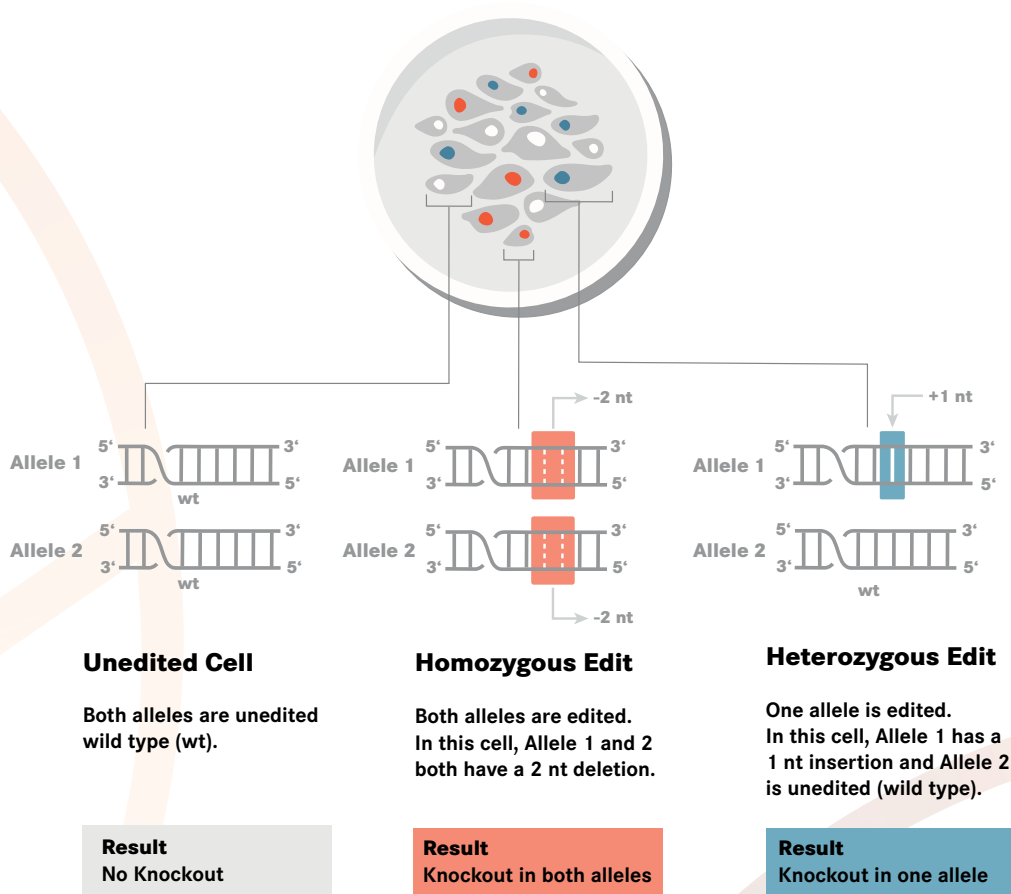 -2 nt
+1 nt
5‘ 3‘
Allele 1
3‘ 5‘
wt
5‘ 3‘
Allele 2
3‘ 5‘
wt
5‘ 3‘
Allele 1
3‘ 5‘
5‘ 3‘
Allele 2
3‘ 5‘
-2 nt
5‘ 3‘
Allele 1
3‘ 5‘
5‘ 3‘
Allele 2
3‘ 5‘
wt
Unedited Cell
Both alleles are unedited
wild type (wt).
Result
No Knockout
Homozygous Edit
Both alleles are edited.
In this cell, Allele 1 and 2
both have a 2 nt deletion.
Result
Knockout in both alleles
Heterozygous Edit
One allele is edited.
In this cell, Allele 1 has a
1 nt insertion and Allele 2
is unedited (wild type).
Result
Knockout in one allele